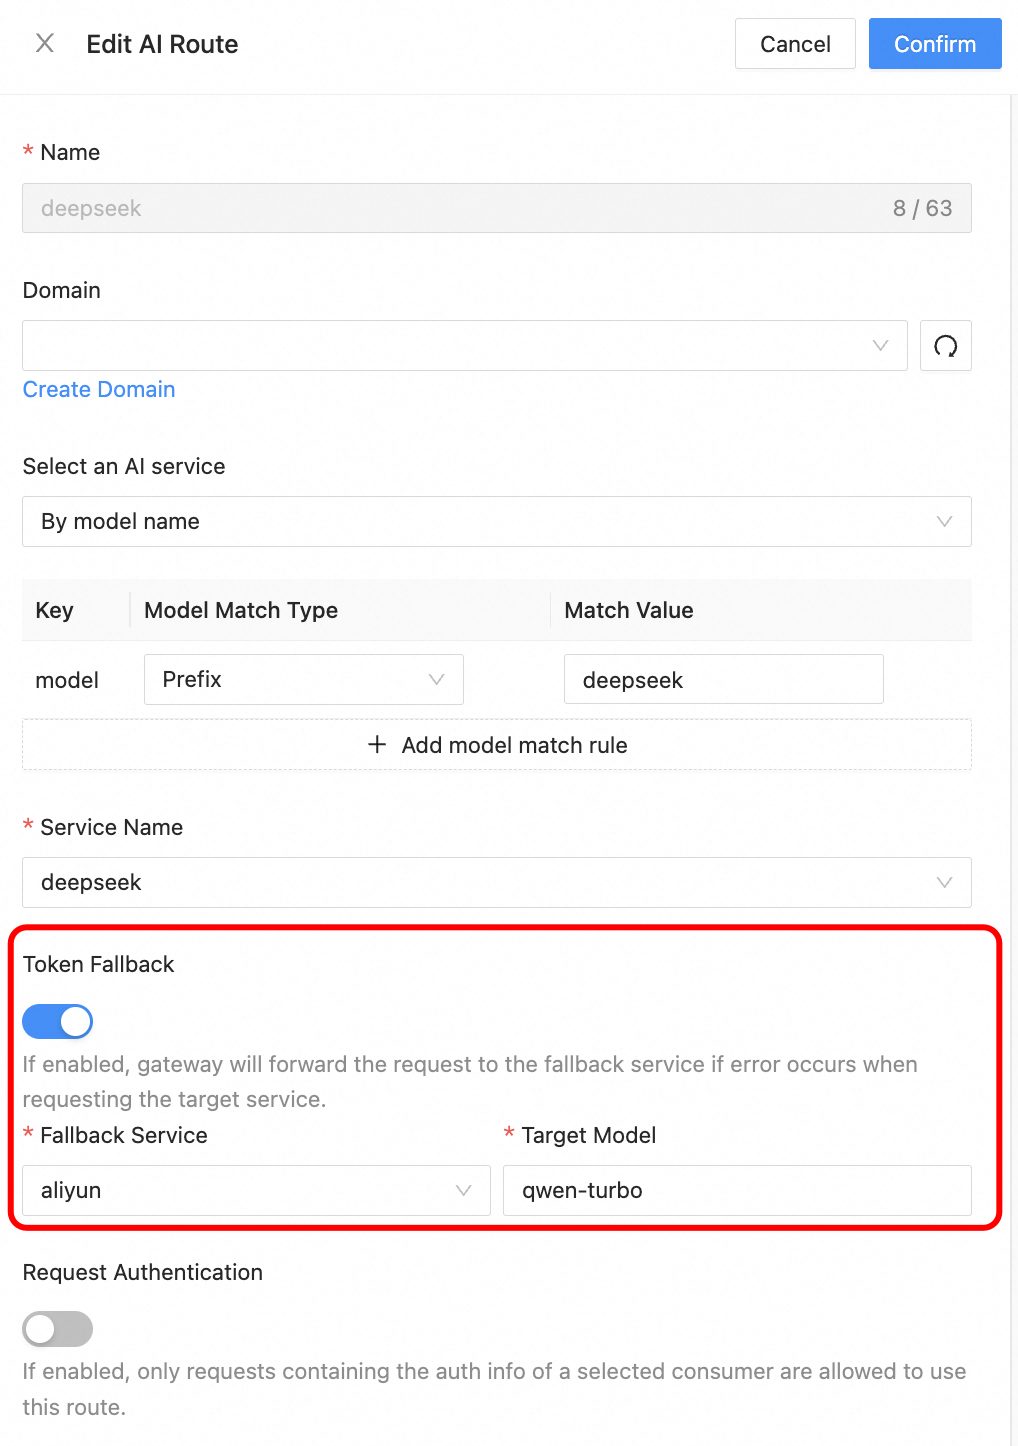 Edit AI Route
Cancel
Confirm
* Name
deepseek
8 / 63
Domain
Create Domain
Select an AI service
By model name
Key
Model Match Type
Match Value
model
Prefix
deepseek
+ Add model match rule
* Service Name
deepseek
Token Fallback
If enabled, gateway will forward the request to the fallback service if error occurs when
requesting the target service.
* Fallback Service
* Target Model
aliyun
qwen-turbo
Request Authentication
If enabled, only requests containing the auth info of a selected consumer are allowed to use
this route.